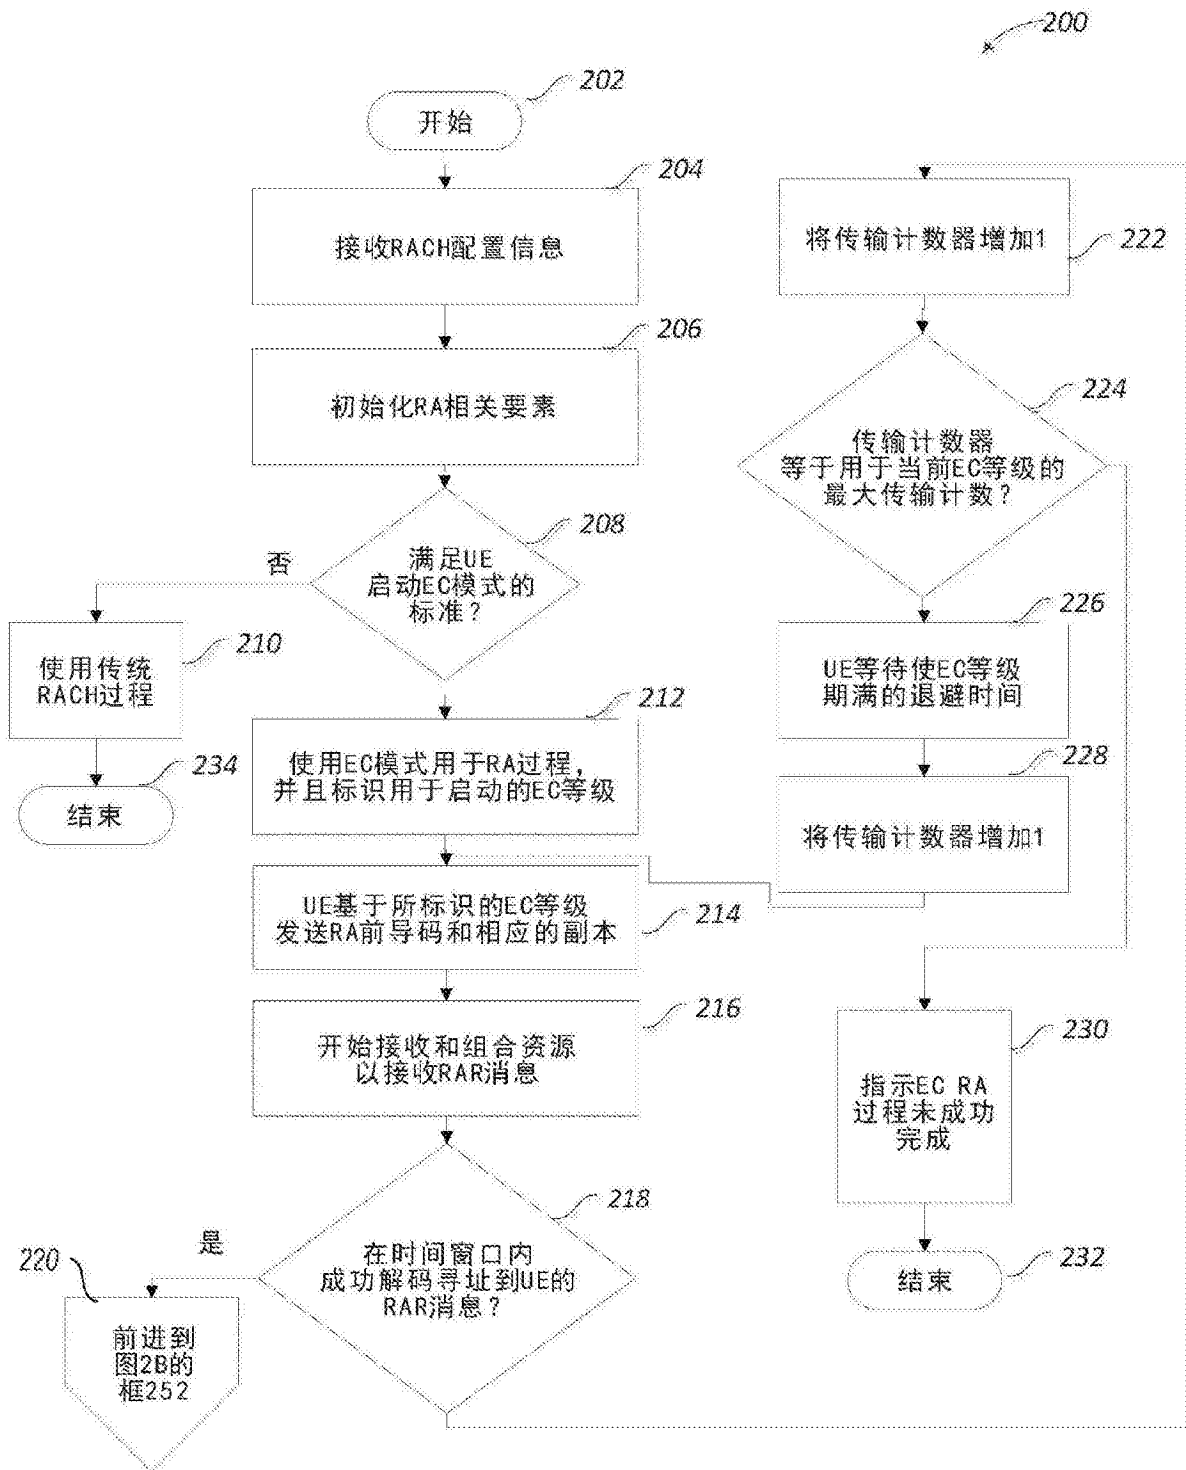 200
202
开始
204
接收RACH配置信息
206
初始化RA相关要素
208
满足UE
启动EC模式的
标准?
否
210
使用传统
RACH过程
234
结束
212
使用EC模式用于RA过程,
并且标识用于启动的EC等级
214
UE基于所标识的EC等级
发送RA前导码和相应的副本
216
开始接收和组合资源
以接收RAR消息
218
在时间窗口内
成功解码寻址到UE的
RAR消息?
是
220
前进到
图2B的
框252
222
将传输计数器增加1
224
传输计数器
等于用于当前EC等级的
最大传输计数?
226
UE等待使EC等级
期满的退避时间
228
将传输计数器增加1
230
指示EC RA
过程未成功
完成
232
结束